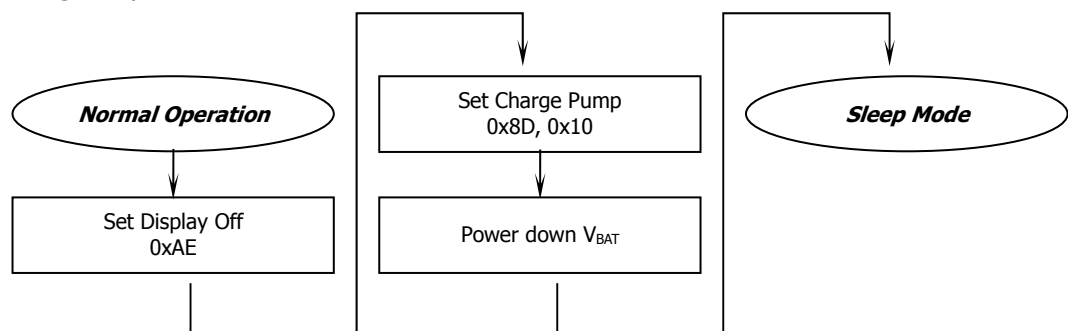 Normal Operation
Set Display Off
0xAE
Set Charge Pump
0x8D, 0x10
Power down VBAT
Sleep Mode